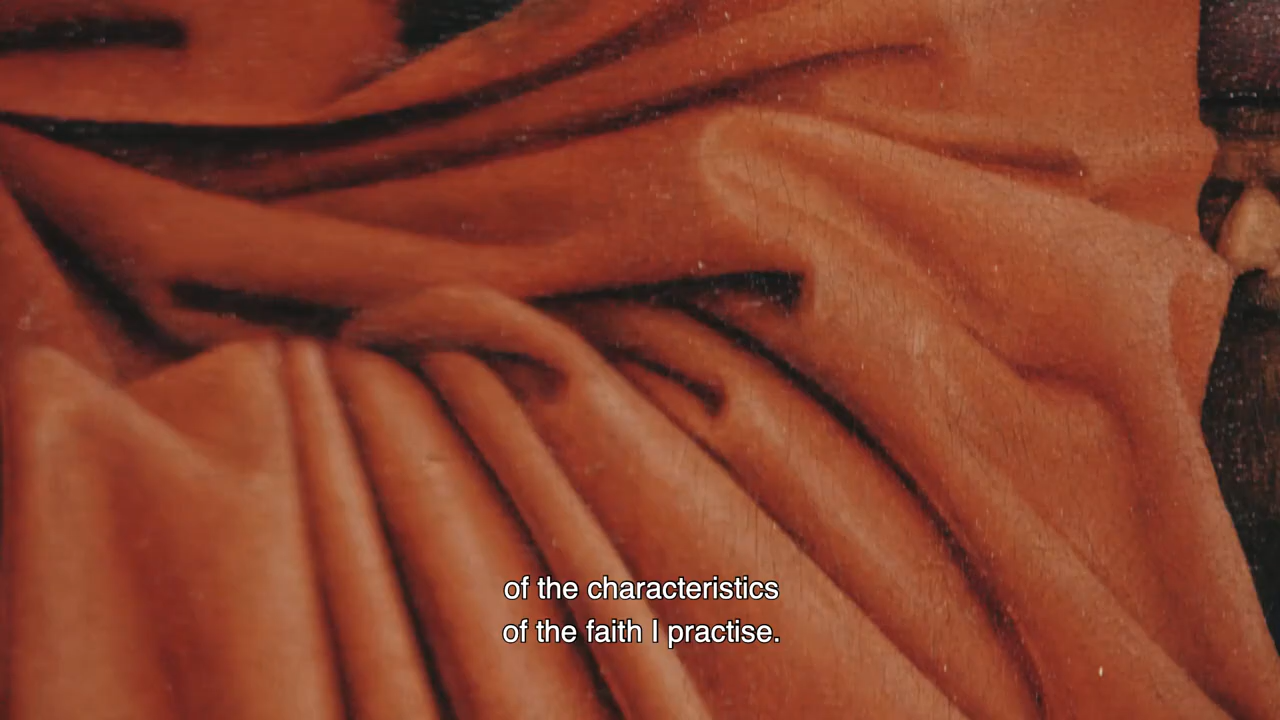 of the characteristics
of the faith I practise.